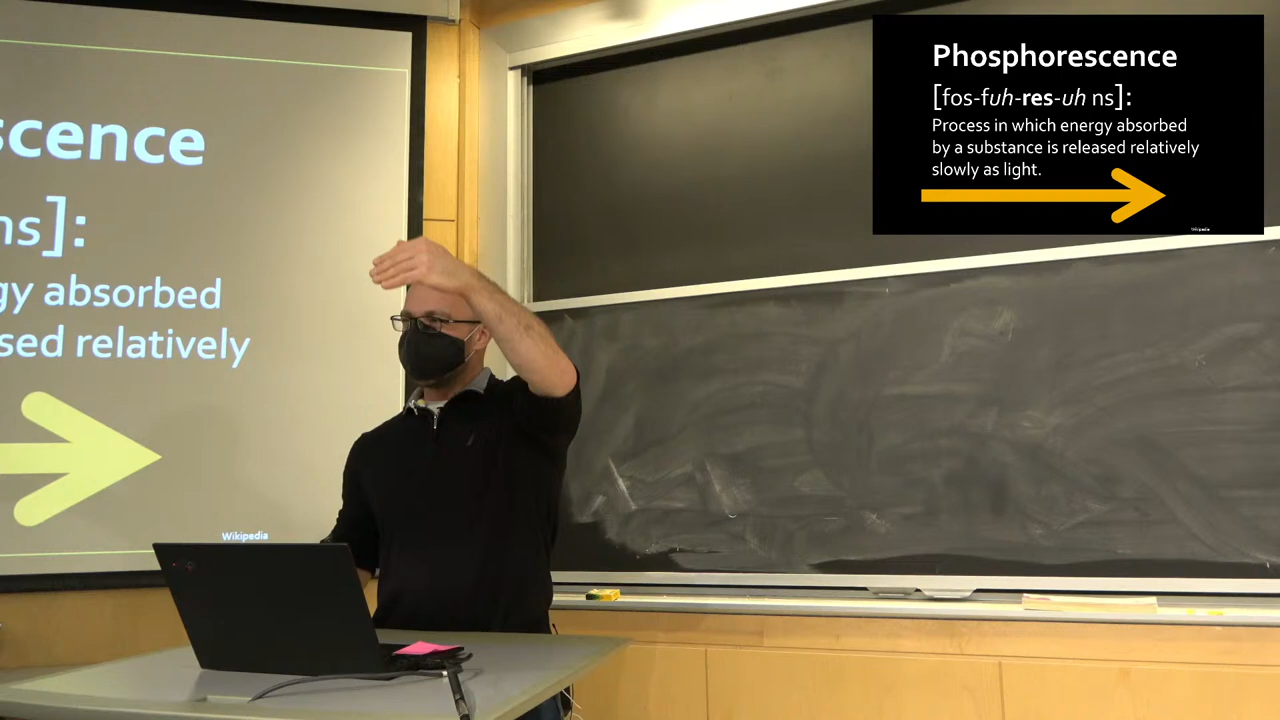 scence
ns]:
gy absorbed
sed relatively
Wikipedia
Phosphorescence
[fos-fuh-res-uh ns]:
Process in which energy absorbed
by a substance is released relatively
slowly as light.
Wikipedia